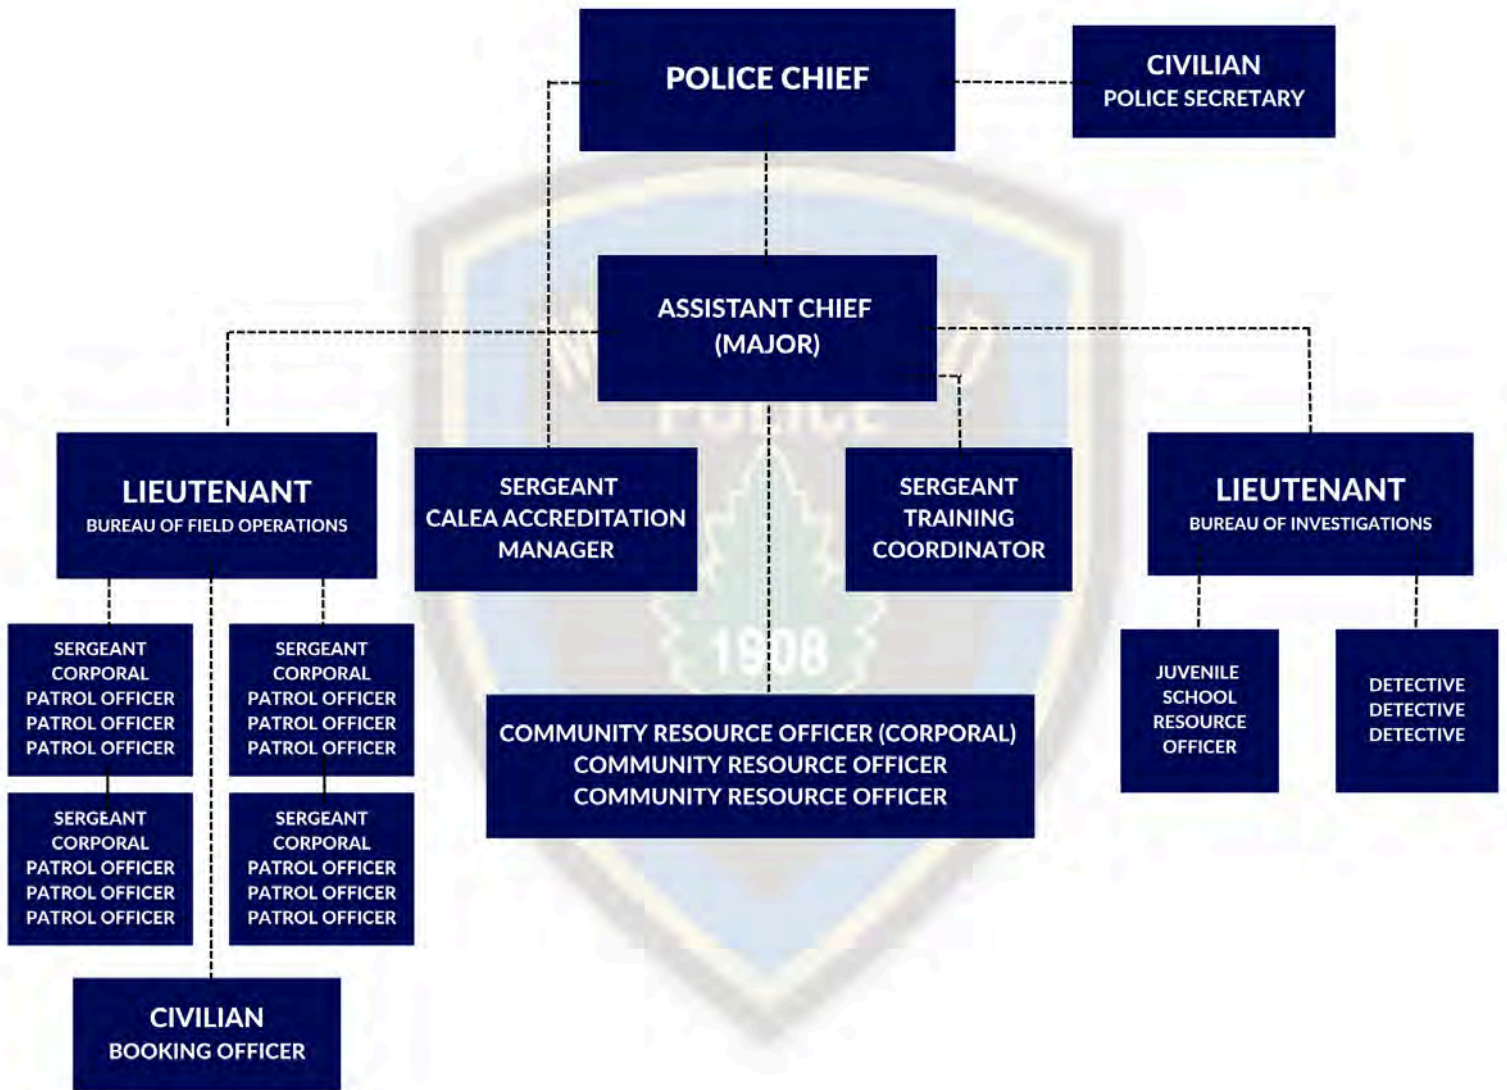 POLICE CHIEF
CIVILIAN
POLICE SECRETARY
ASSISTANT CHIEF
(MAJOR)
LIEUTENANT
BUREAU OF FIELD OPERATIONS
SERGEANT
CALEA ACCREDITATION
MANAGER
SERGEANT
TRAINING
COORDINATOR
LIEUTENANT
BUREAU OF INVESTIGATIONS
SERGEANT
CORPORAL
PATROL OFFICER
PATROL OFFICER
PATROL OFFICER
SERGEANT
CORPORAL
PATROL OFFICER
PATROL OFFICER
PATROL OFFICER
SERGEANT
CORPORAL
PATROL OFFICER
PATROL OFFICER
PATROL OFFICER
SERGEANT
CORPORAL
PATROL OFFICER
PATROL OFFICER
PATROL OFFICER
CIVILIAN
BOOKING OFFICER
POLICE
1908
COMMUNITY RESOURCE OFFICER (CORPORAL)
COMMUNITY RESOURCE OFFICER
COMMUNITY RESOURCE OFFICER
JUVENILE
SCHOOL
RESOURCE
OFFICER
DETECTIVE
DETECTIVE
DETECTIVE